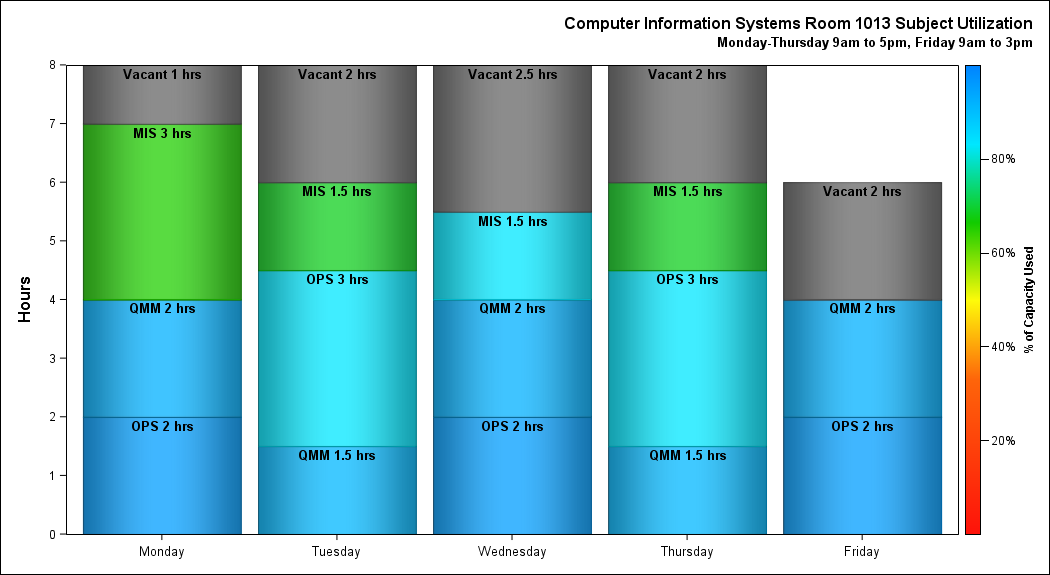 Computer Information Systems Room 1013 Subject Utilization
Monday-Thursday 9am to 5pm, Friday 9am to 3pm
Hours
8
7
6
5
4
3
2
1
0
Vacant 1 hrs
MIS 3 hrs
QMM 2 hrs
OPS 2 hrs
Vacant 2 hrs
MIS 1.5 hrs
OPS 3 hrs
QMM 1.5 hrs
Vacant 2.5 hrs
MIS 1.5 hrs
QMM 2 hrs
OPS 2 hrs
Vacant 2 hrs
MIS 1.5 hrs
OPS 3 hrs
QMM 1.5 hrs
Vacant 2 hrs
QMM 2 hrs
OPS 2 hrs
Monday
Tuesday
Wednesday
Thursday
Friday
80%
60%
40%
20%
% of Capacity Used